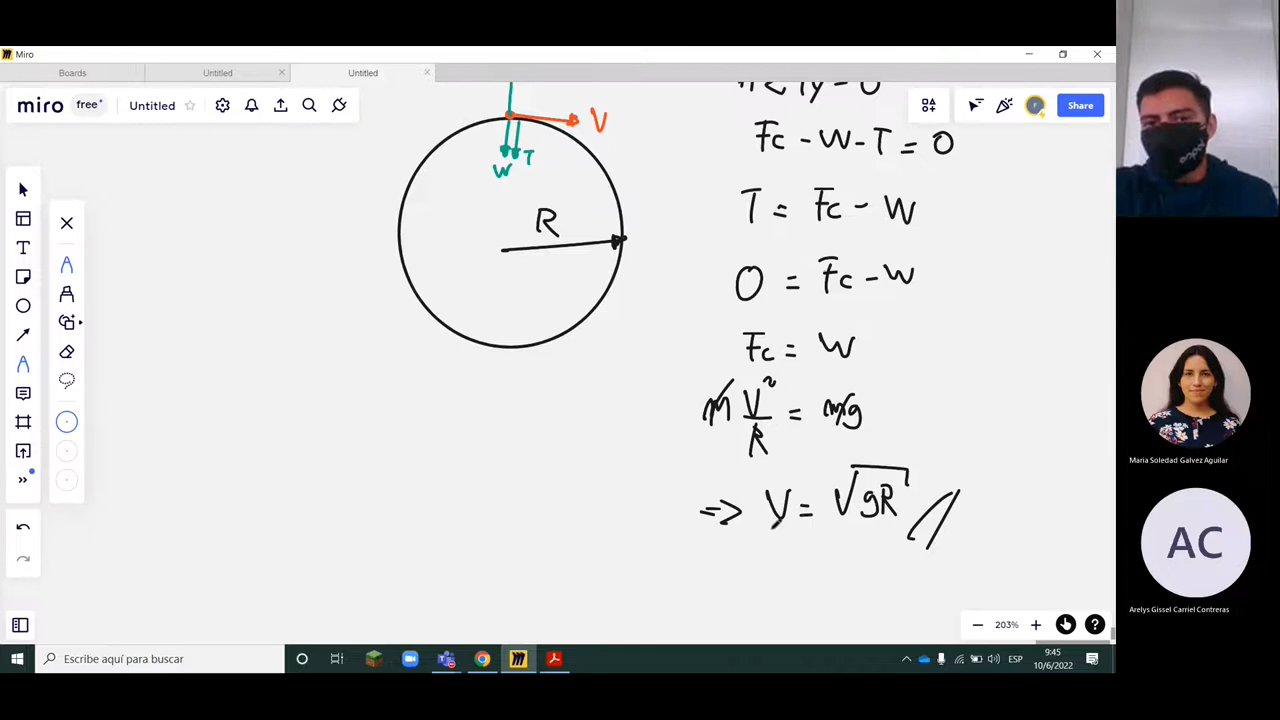 Miro
Boards
Untitled
Untitled
miro
free
Untitled
Share
V
W T
R
Fc - W - T = 0
T = Fc - W
0 = Fc - W
Fc = W
m V²/R = mg
=> V = √gR //
203%
Maria Soledad Galvez Aguilar
AC
Arelys Gissel Carriel Contreras
Escribe aquí para buscar
ESP
9:45
10/6/2022
espol